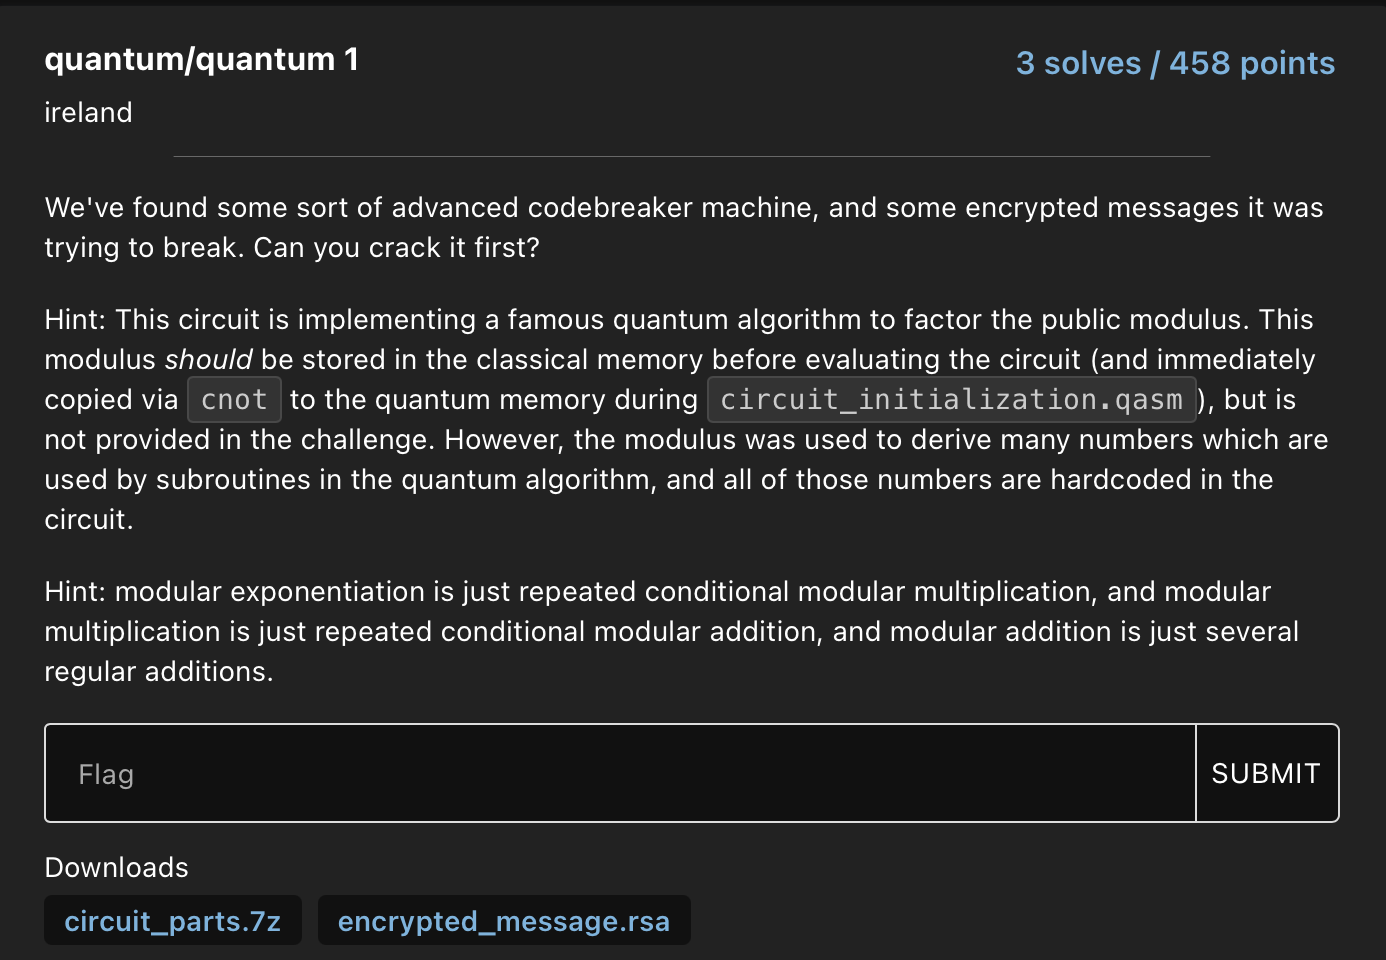 quantum/quantum 1
3 solves / 458 points
ireland
We've found some sort of advanced codebreaker machine, and some encrypted messages it was
trying to break. Can you crack it first?
Hint: This circuit is implementing a famous quantum algorithm to factor the public modulus. This
modulus should be stored in the classical memory before evaluating the circuit (and immediately
copied via cnot to the quantum memory during circuit_initialization.qasm), but is
not provided in the challenge. However, the modulus was used to derive many numbers which are
used by subroutines in the quantum algorithm, and all of those numbers are hardcoded in the
circuit.
Hint: modular exponentiation is just repeated conditional modular multiplication, and modular
multiplication is just repeated conditional modular addition, and modular addition is just several
regular additions.
Flag
SUBMIT
Downloads
circuit_parts.7z
encrypted_message.rsa